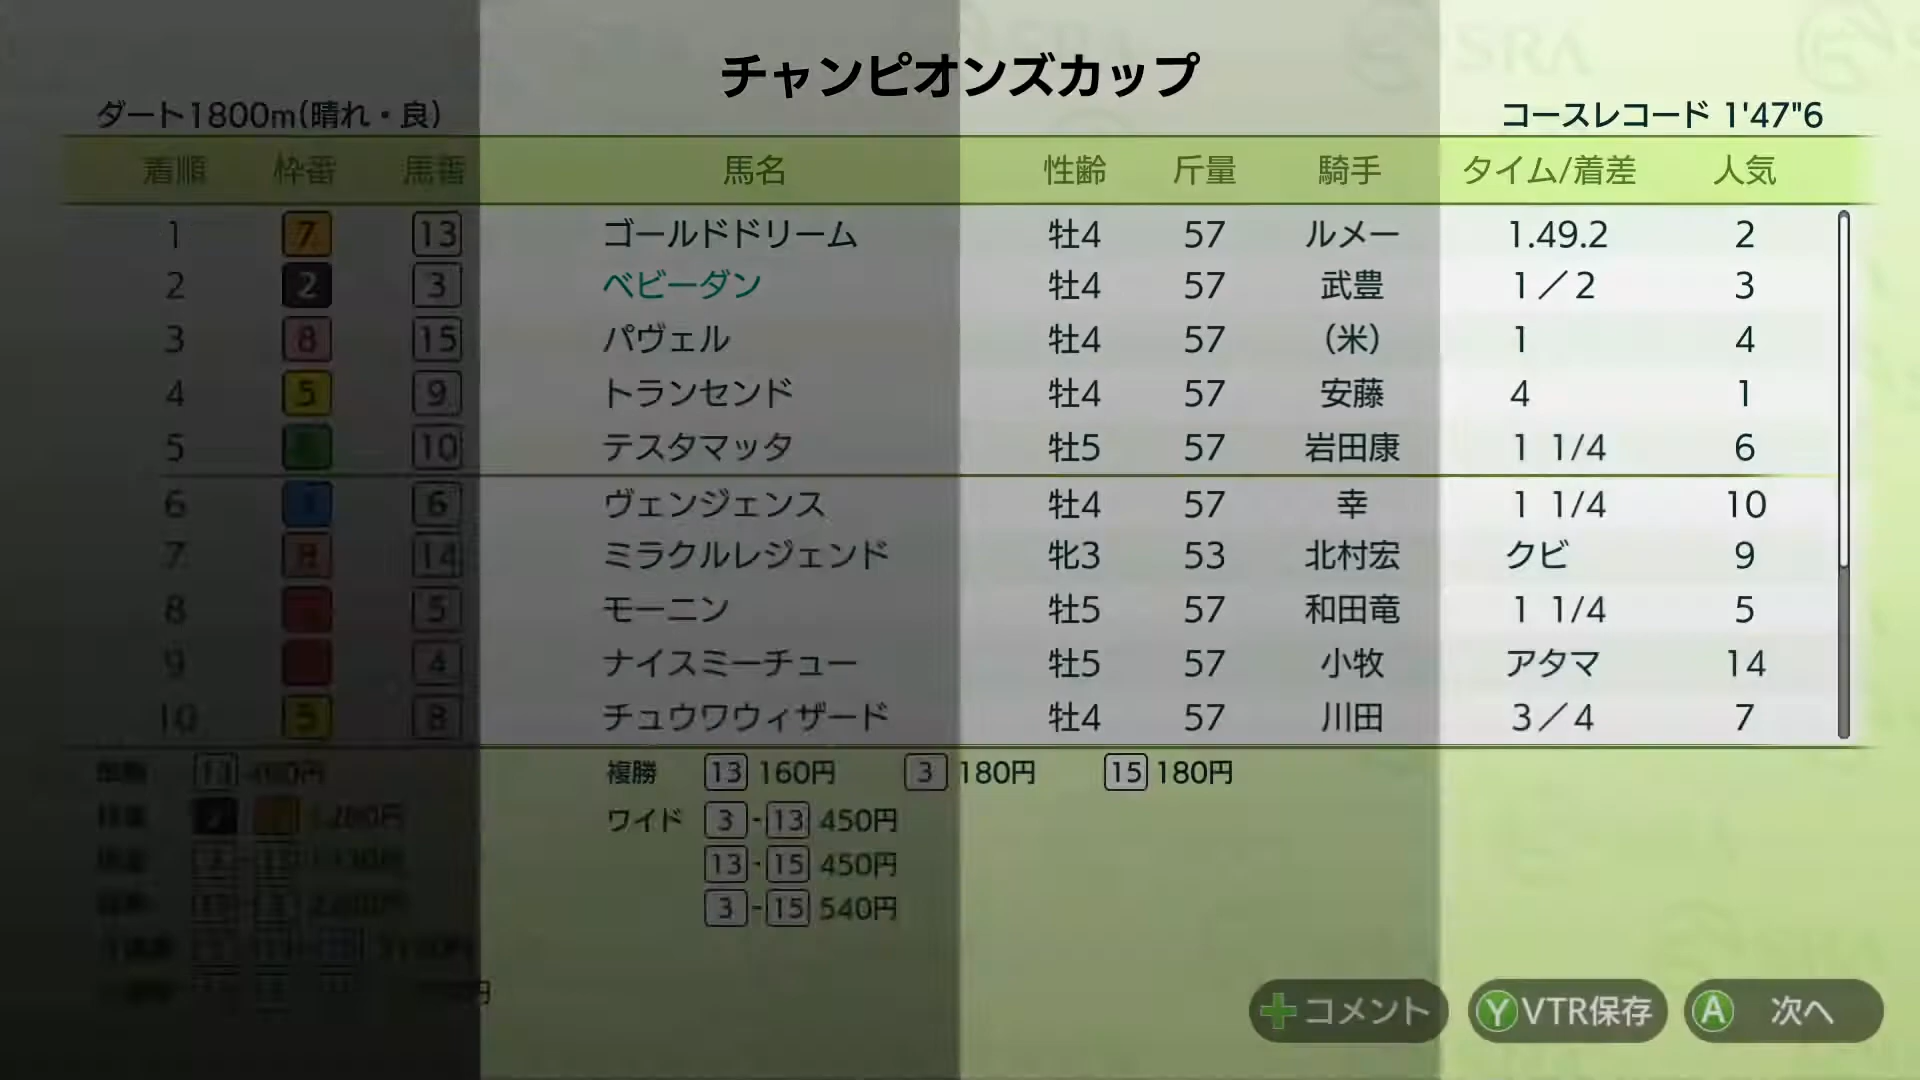 チャンピオンズカップ
ダート1800m(晴れ・良)
コースレコード 1'47"6
着順 枠番 馬番 馬名 性齢 斤量 騎手 タイム/着差 人気
1 7 13 ゴールドドリーム 牡4 57 ルメー 1.49.2 2
2 2 3 ベビーダン 牡4 57 武豊 1／2 3
3 8 15 パヴェル 牡4 57 (米) 1 4
4 5 9 トランセンド 牡4 57 安藤 4 1
5 10 テスタマッタ 牡5 57 岩田康 1 1/4 6
6 6 ヴェンジェンス 牡4 57 幸 1 1/4 10
7 8 14 ミラクルレジェンド 牝3 53 北村宏 クビ 9
8 5 モーニン 牡5 57 和田竜 1 1/4 5
9 4 ナイスミーチュー 牡5 57 小牧 アタマ 14
10 5 8 チュウワウィザード 牡4 57 川田 3／4 7
13 複勝 13 160円 3 180円 15 180円
ワイド 3-13 450円
13-15 450円
3-15 540円
コメント Y VTR保存 A 次へ